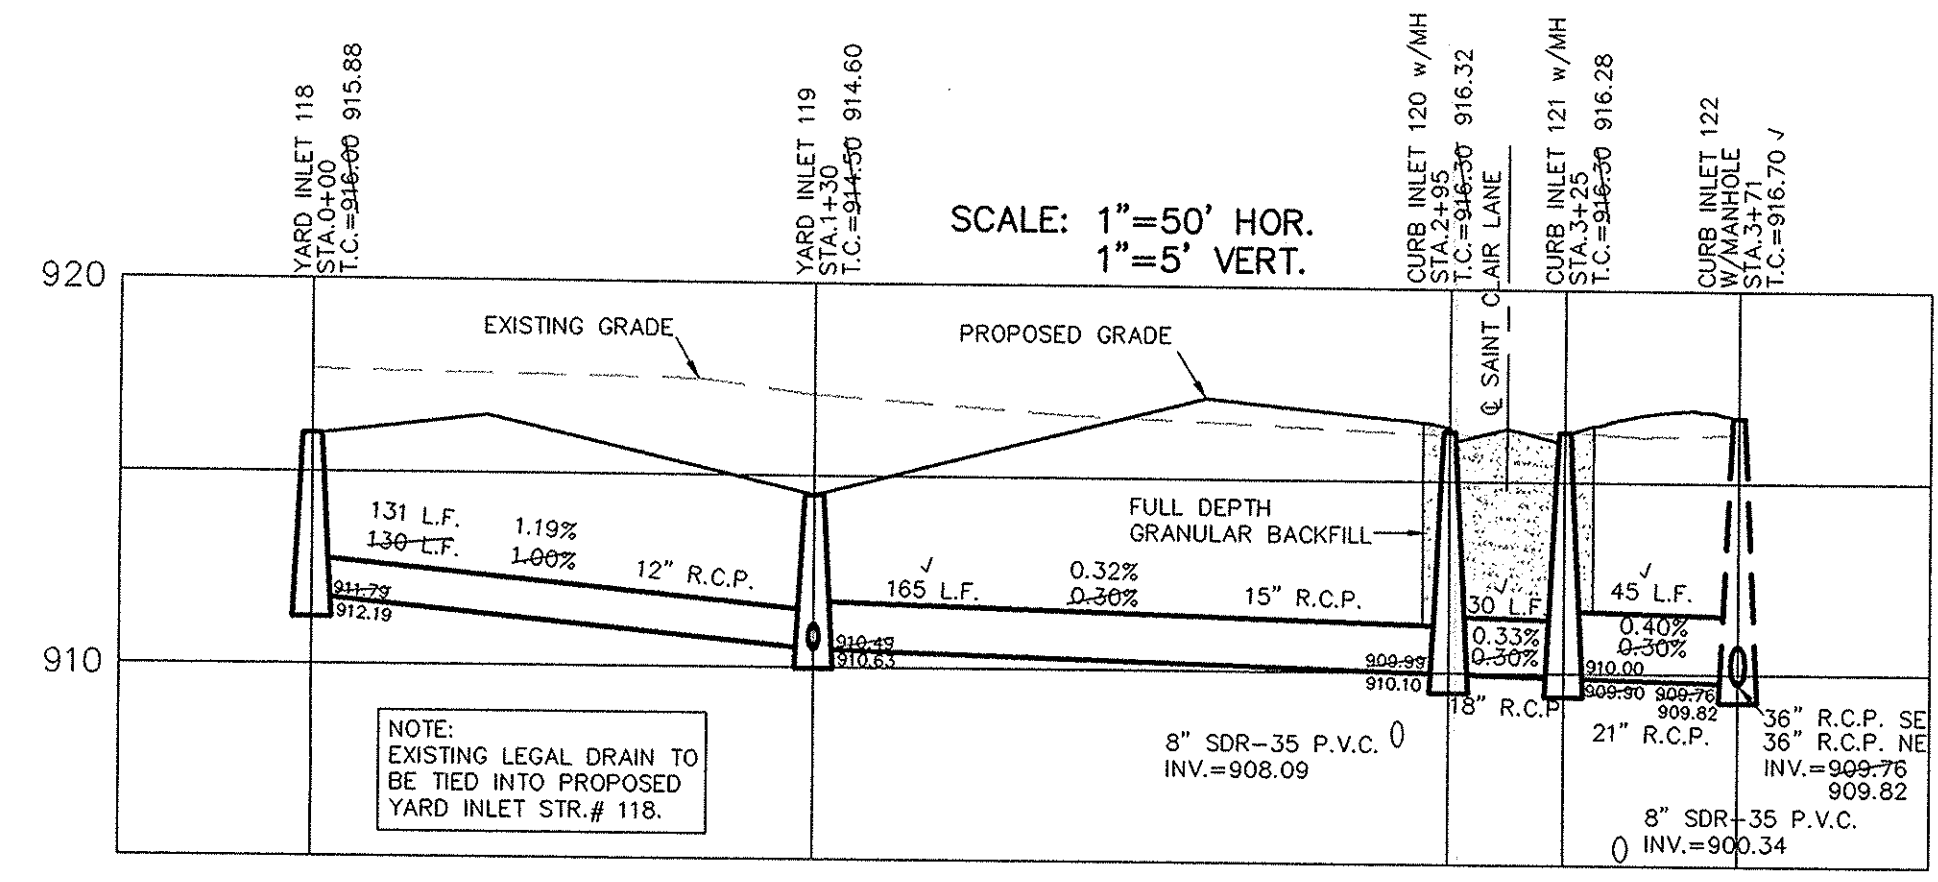 YARD INLET 118
STA.0+00
T.C.=916.00 915.88
YARD INLET 119
STA.1+30
T.C.=914.50 914.60
CURB INLET 120 w/MH
STA.2+95
T.C.=916.30 916.32
℄ SAINT CLAIR LANE
CURB INLET 121 w/MH
STA.3+25
T.C.=916.30 916.28
CURB INLET 122
W/MANHOLE
STA.3+71
T.C.=916.70 √
SCALE: 1"=50' HOR.
1"=5' VERT.
920
EXISTING GRADE
PROPOSED GRADE
FULL DEPTH
GRANULAR BACKFILL
131 L.F.
130 L.F.
1.19%
1.00%
12" R.C.P.
√
165 L.F.
0.32%
0.30%
15" R.C.P.
√
30 L.F.
√
45 L.F.
0.33%
0.30%
0.40%
0.30%
911.79
912.19
910
910.49
910.63
909.99
910.10
910.00
909.90
909.76
909.82
18" R.C.P
21" R.C.P.
36" R.C.P. SE
36" R.C.P. NE
INV.=909.76
909.82
NOTE:
EXISTING LEGAL DRAIN TO
BE TIED INTO PROPOSED
YARD INLET STR.# 118.
8" SDR-35 P.V.C.
INV.=908.09
8" SDR-35 P.V.C.
INV.=900.34